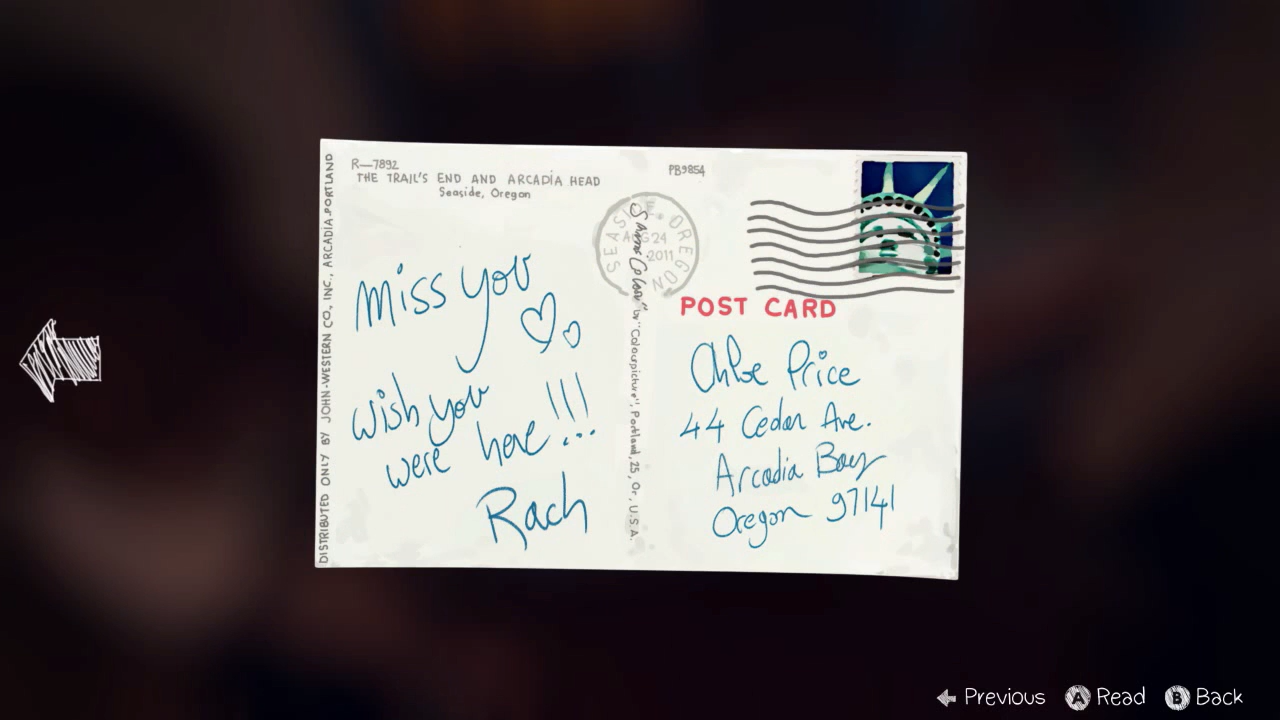 R—7892
THE TRAIL'S END AND ARCADIA HEAD
Seaside, Oregon
PB9854
DISTRIBUTED ONLY BY JOHN-WESTERN CO., INC., ARCADIA-PORTLAND
SEASIDE, OREGON
AUG 24
2011
by "Colourpicture", Portland, 25, Or, U.S.A.
POST CARD
Miss you
wish you
were here!!!
Rach
Chloe Price
44 Cedar Ave.
Arcadia Bay
Oregon 97141
Previous
A Read
B Back